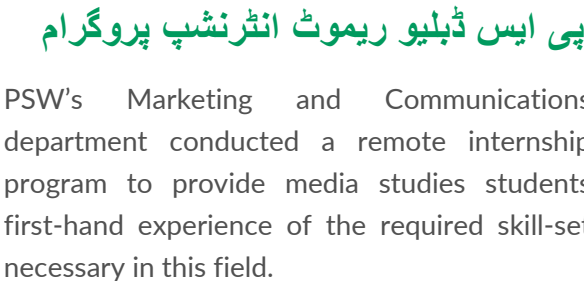 پی ایس ڈبلیو ریموٹ انٹرنشپ پروگرام
PSW's Marketing and Communications
department conducted a remote internship
program to provide media studies students
first-hand experience of the required skill-set
necessary in this field.